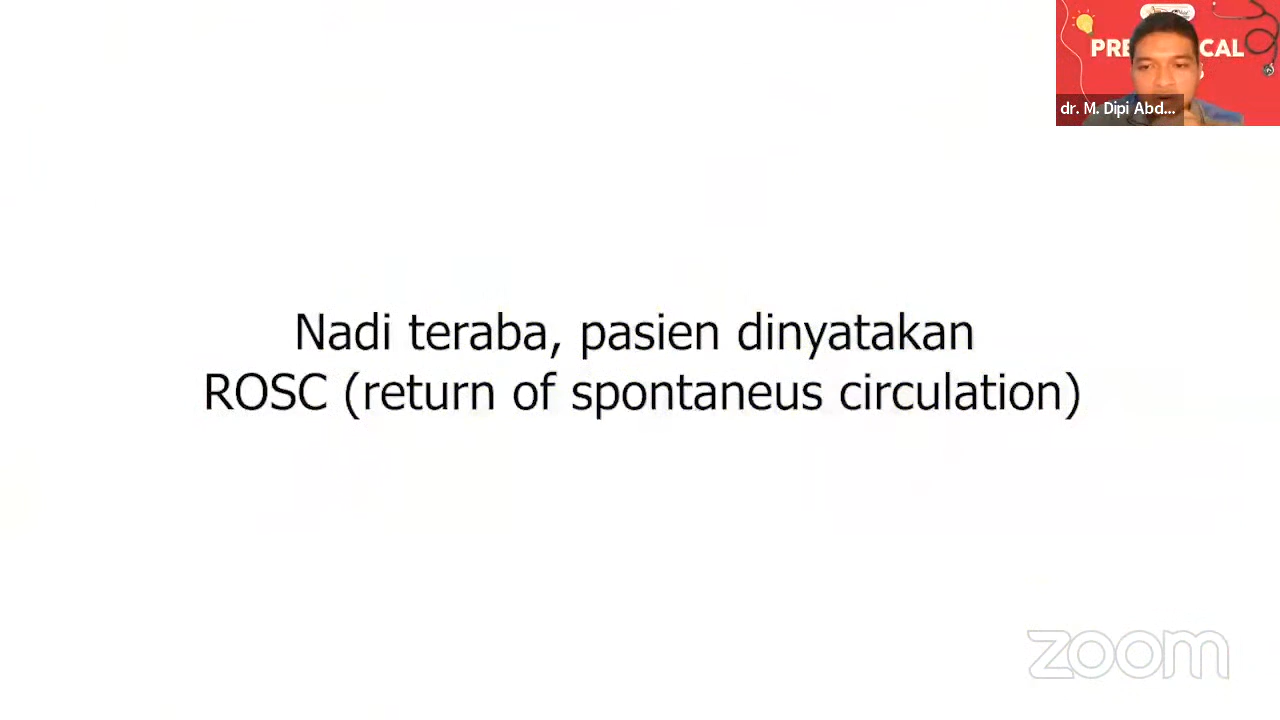 dr. M. Dipi Abd...
Nadi teraba, pasien dinyatakan
ROSC (return of spontaneus circulation)
zoom